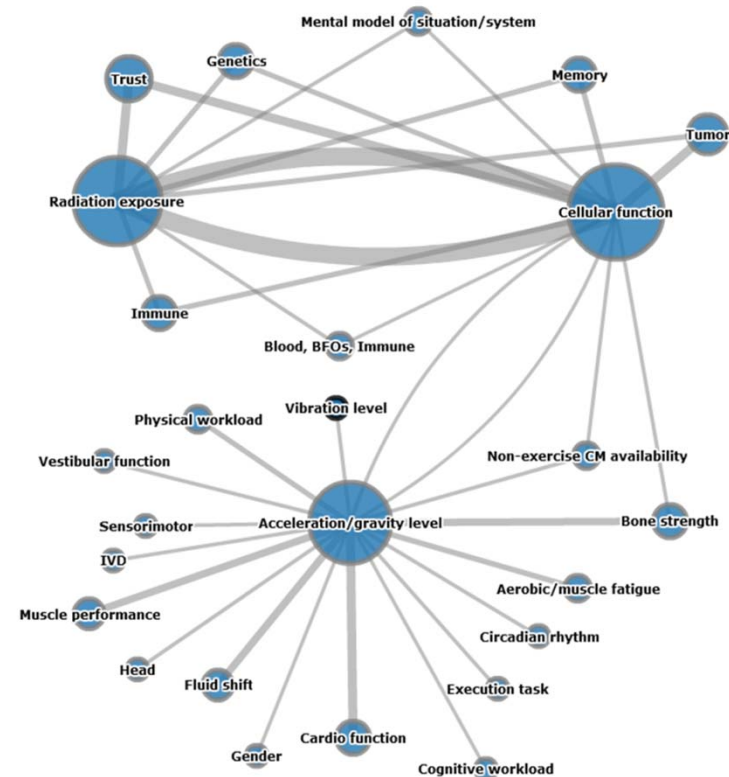 Mental model of situation/system
Genetics
Trust
Memory
Tumor
Radiation exposure
Cellular function
Immune
Blood, BFOs, Immune
Vibration level
Physical workload
Non-exercise CM availability
Vestibular function
Acceleration/gravity level
Bone strength
Sensorimotor
IVD
Aerobic/muscle fatigue
Muscle performance
Circadian rhythm
Head
Fluid shift
Execution task
Cardio function
Gender
Cognitive workload